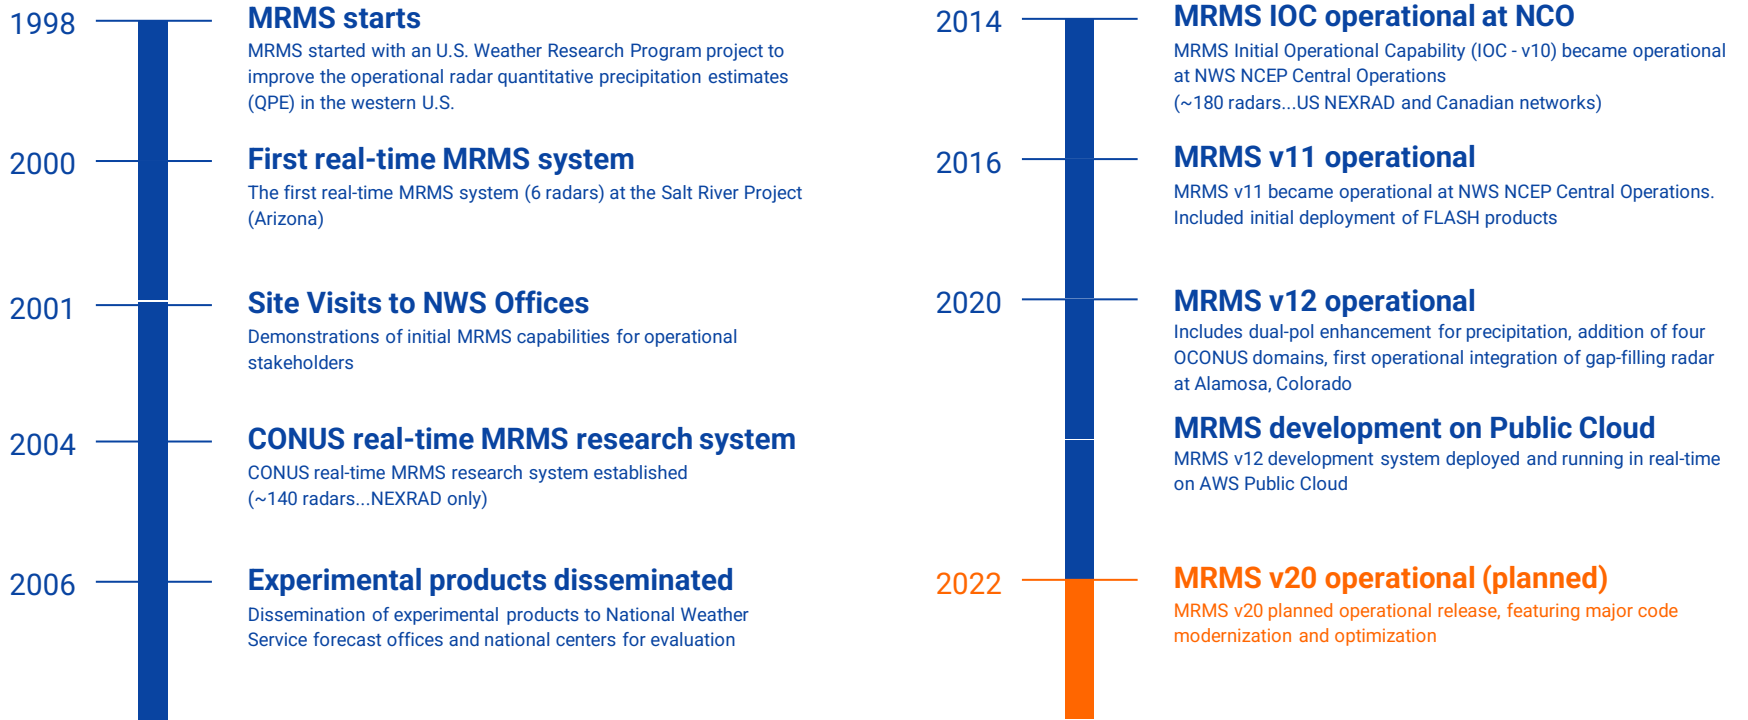 1998
MRMS starts
MRMS started with an U.S. Weather Research Program project to
improve the operational radar quantitative precipitation estimates
(QPE) in the western U.S.
2000
First real-time MRMS system
The first real-time MRMS system (6 radars) at the Salt River Project
(Arizona)
2001
Site Visits to NWS Offices
Demonstrations of initial MRMS capabilities for operational
stakeholders
2004
CONUS real-time MRMS research system
CONUS real-time MRMS research system established
(~140 radars...NEXRAD only)
2006
Experimental products disseminated
Dissemination of experimental products to National Weather
Service forecast offices and national centers for evaluation
2014
MRMS IOC operational at NCO
MRMS Initial Operational Capability (IOC - v10) became operational
at NWS NCEP Central Operations
(~180 radars...US NEXRAD and Canadian networks)
2016
MRMS v11 operational
MRMS v11 became operational at NWS NCEP Central Operations.
Included initial deployment of FLASH products
2020
MRMS v12 operational
Includes dual-pol enhancement for precipitation, addition of four
OCONUS domains, first operational integration of gap-filling radar
at Alamosa, Colorado
MRMS development on Public Cloud
MRMS v12 development system deployed and running in real-time
on AWS Public Cloud
2022
MRMS v20 operational (planned)
MRMS v20 planned operational release, featuring major code
modernization and optimization